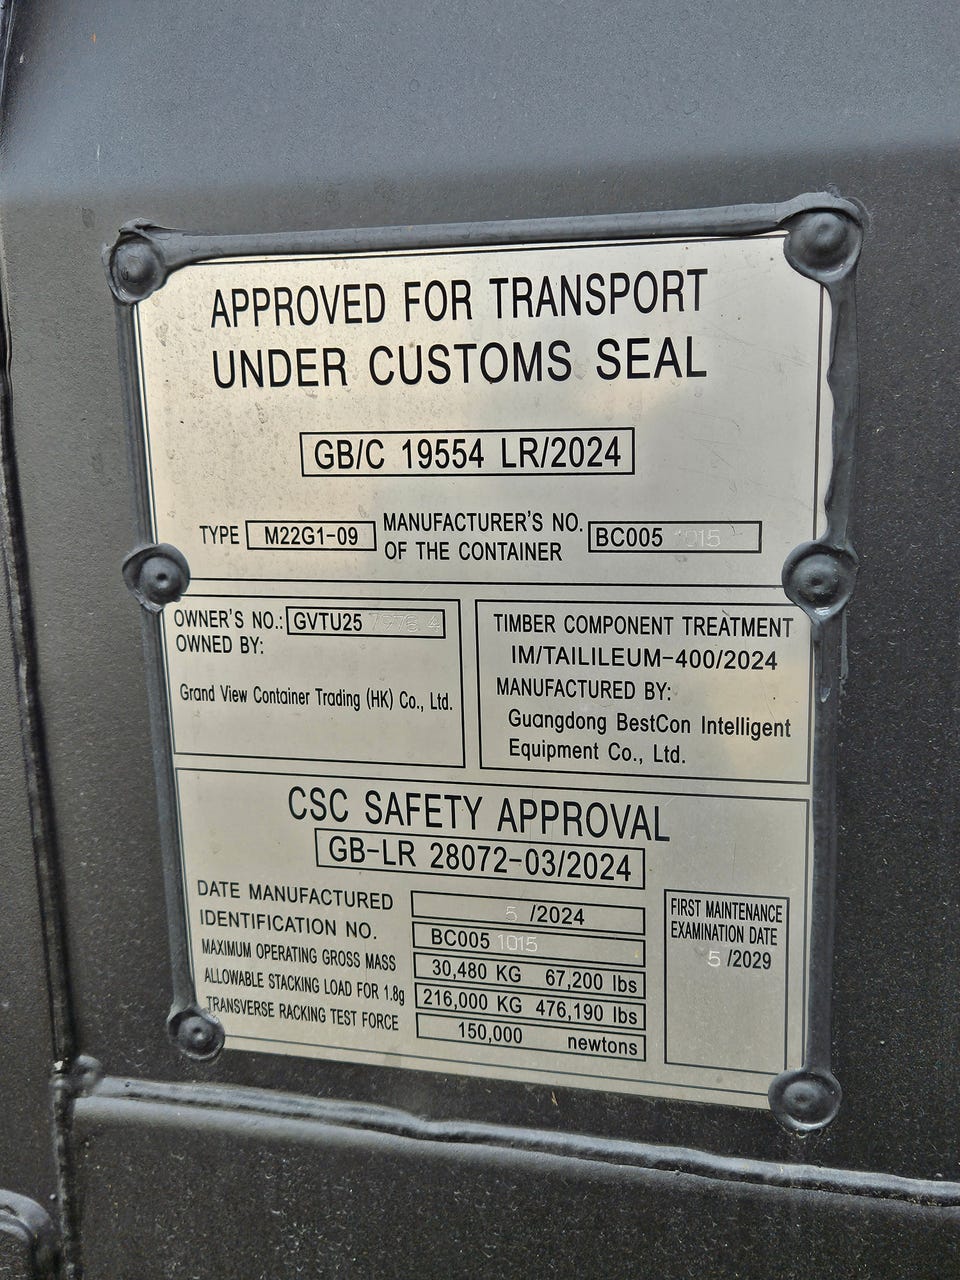 APPROVED FOR TRANSPORT
UNDER CUSTOMS SEAL
GB/C 19554 LR/2024
TYPE M22G1-09 MANUFACTURER'S NO. OF THE CONTAINER BC005 1015
OWNER'S NO.: GVTU25
OWNED BY:
Grand View Container Trading (HK) Co., Ltd.
TIMBER COMPONENT TREATMENT
IM/TAILILEUM-400/2024
MANUFACTURED BY:
Guangdong BestCon Intelligent
Equipment Co., Ltd.
CSC SAFETY APPROVAL
GB-LR 28072-03/2024
DATE MANUFACTURED 5 /2024
IDENTIFICATION NO. BC005 1015
MAXIMUM OPERATING GROSS MASS 30,480 KG 67,200 lbs
ALLOWABLE STACKING LOAD FOR 1.8g 216,000 KG 476,190 lbs
TRANSVERSE RACKING TEST FORCE 150,000 newtons
FIRST MAINTENANCE
EXAMINATION DATE
5 /2029